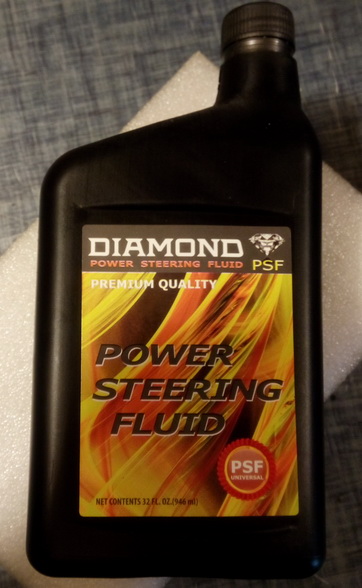 DIAMOND
POWER STEERING FLUID PSF
PREMIUM QUALITY
POWER
STEERING
FLUID
PSF
UNIVERSAL
NET CONTENTS 32 FL. OZ.(946 ml)